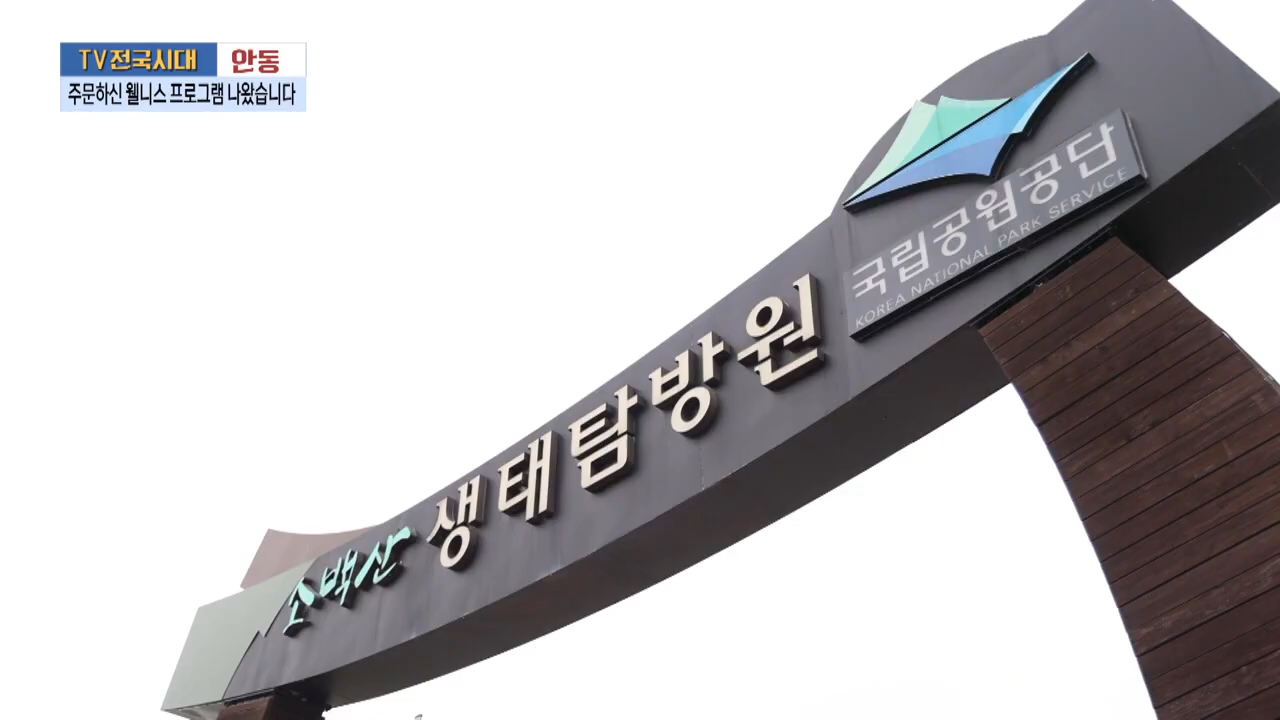 TV전국시대 안동
주문하신 웰니스 프로그램 나왔습니다
국립공원공단
KOREA NATIONAL PARK SERVICE
소백산 생태탐방원